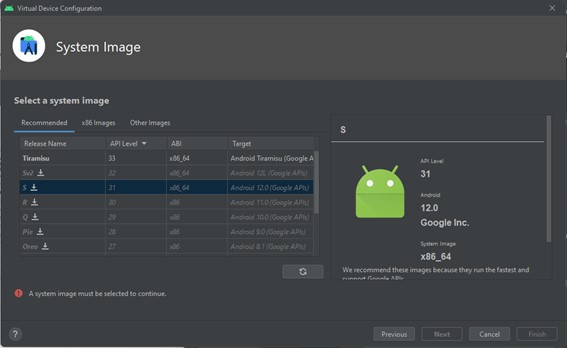 Virtual Device Configuration
System Image
Select a system image
Recommended x86 Images Other Images
Release Name API Level ABI Target
Tiramisu 33 x86_64 Android Tiramisu (Google A
Sv2 32 x86_64 Android 12L (Google APIs)
S 31 x86_64 Android 12.0 (Google APIs)
R 30 x86 Android 11.0 (Google APIs)
Q 29 x86 Android 10.0 (Google APIs)
Pie 28 x86 Android 9.0 (Google APIs)
Oreo 27 x86 Android 8.1 (Google APIs)
S
API Level
31
Android
12.0
Google Inc.
System Image
x86_64
We recommend these images because they run the fastest and
support Google APIs
A system image must be selected to continue.
? Previous Next Cancel Finish